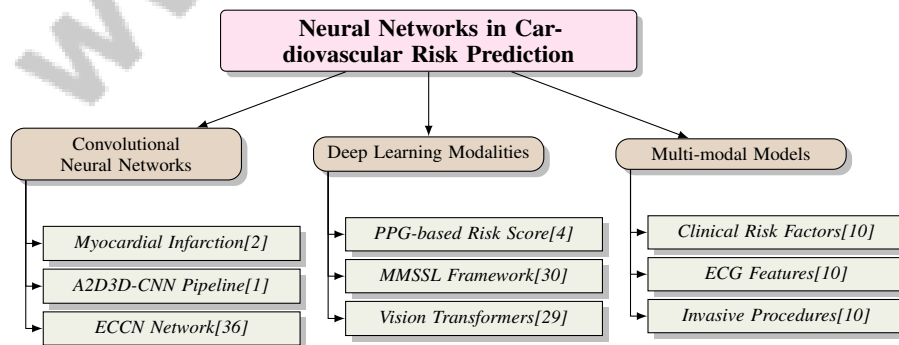 Neural Networks in Car-
diovascular Risk Prediction
Convolutional
Neural Networks
Deep Learning Modalities
Multi-modal Models
Myocardial Infarction[2]
A2D3D-CNN Pipeline[1]
ECCN Network[36]
PPG-based Risk Score[4]
MMSSL Framework[30]
Vision Transformers[29]
Clinical Risk Factors[10]
ECG Features[10]
Invasive Procedures[10]